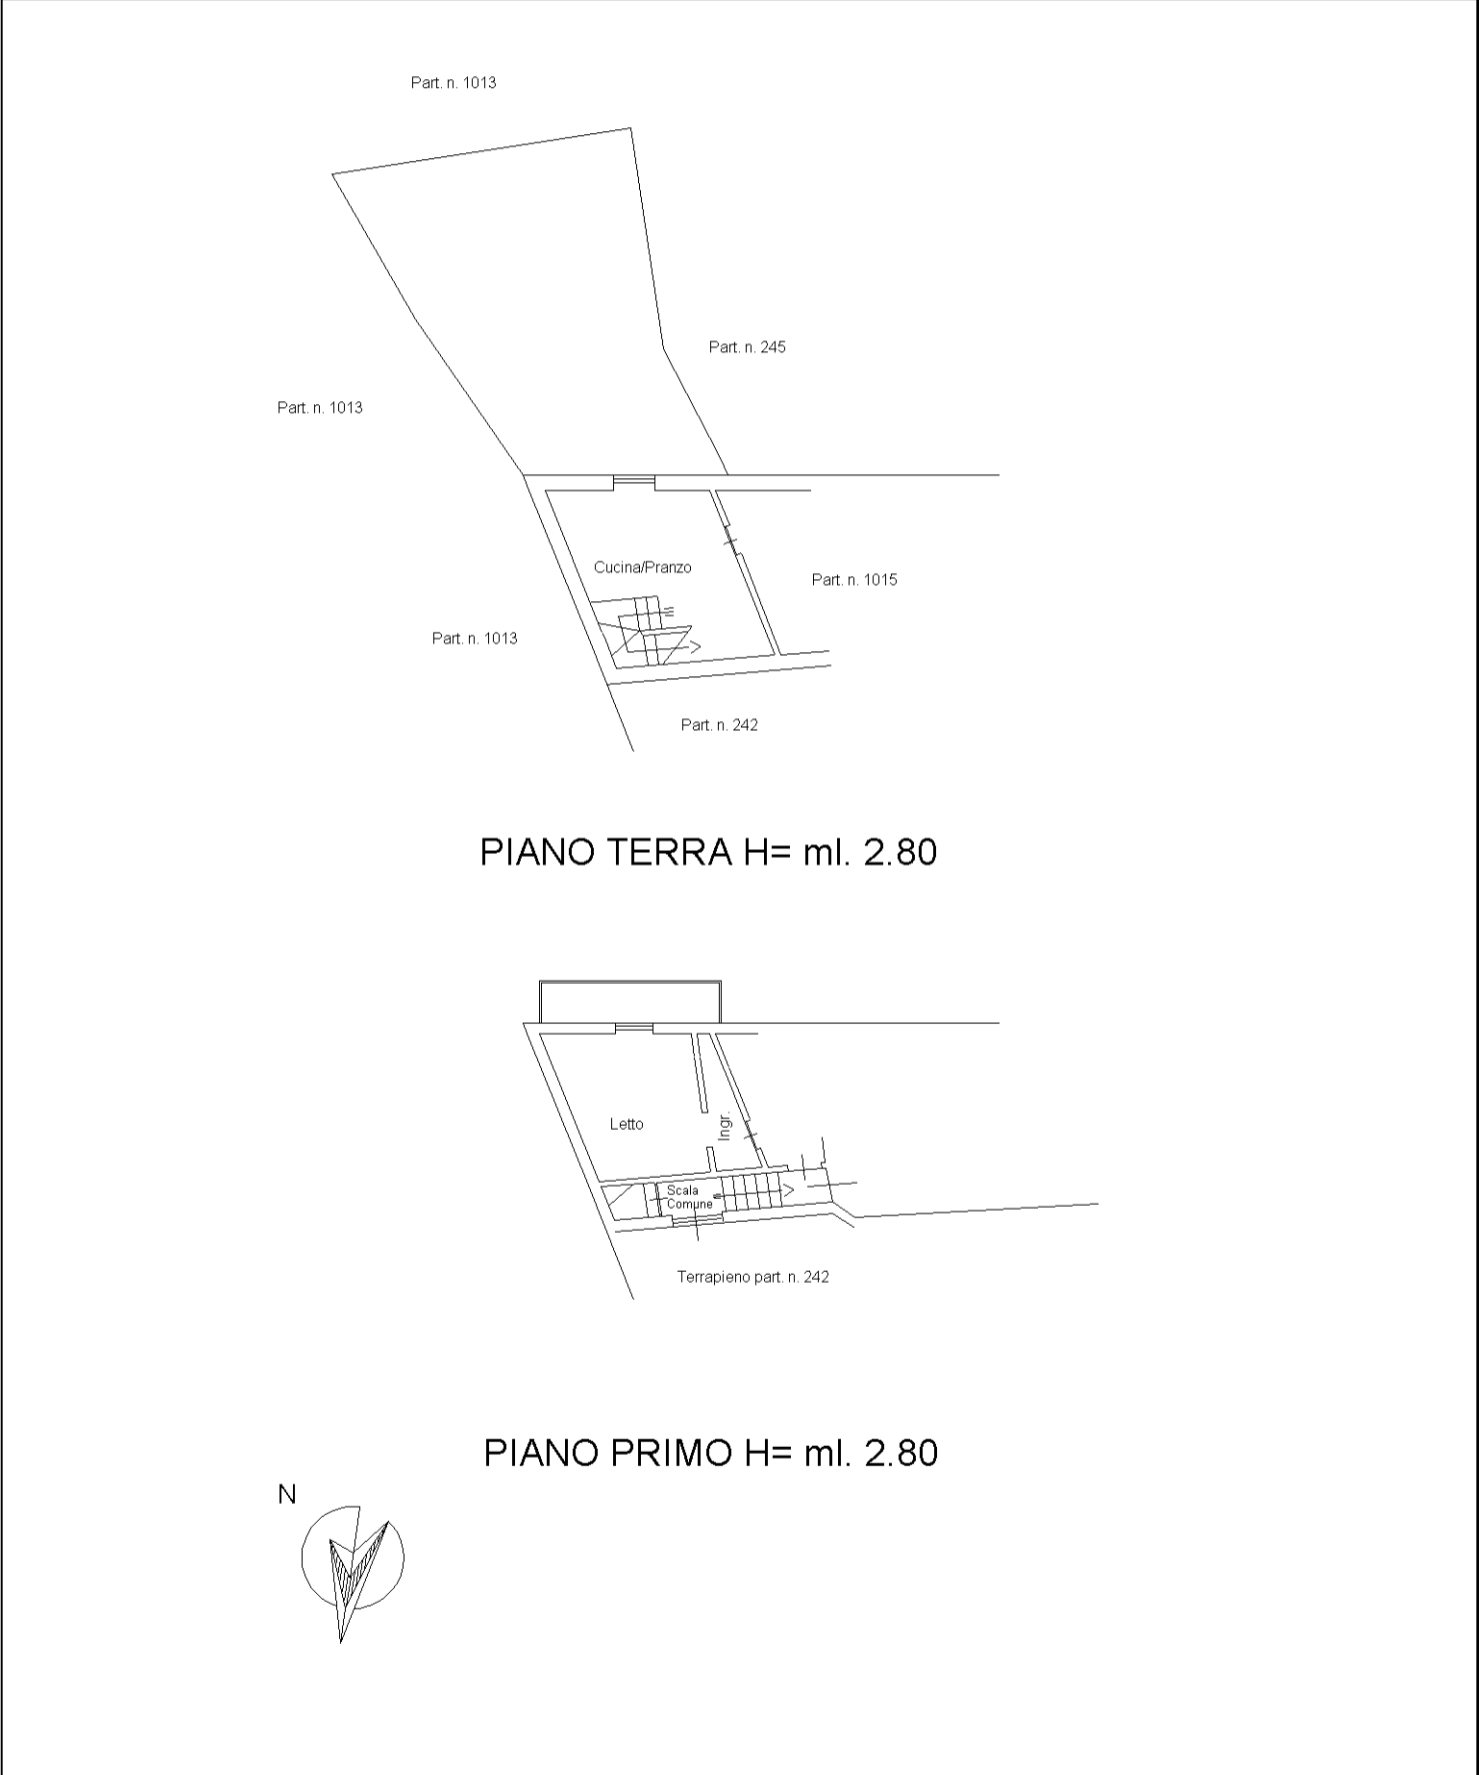 Part. n. 1013
Part. n. 245
Part. n. 1013
Cucina/Pranzo
Part. n. 1015
Part. n. 1013
Part. n. 242
PIANO TERRA H= ml. 2.80
Letto
Ingr.
Scala
Comune
Terrapieno part. n. 242
PIANO PRIMO H= ml. 2.80
N